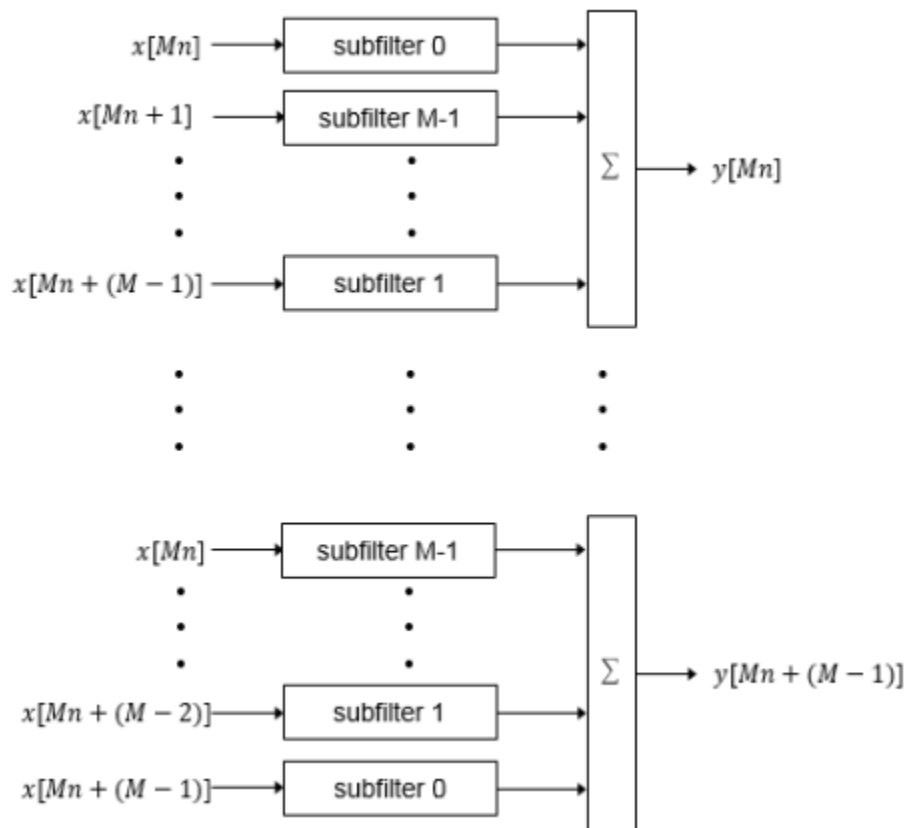 x[Mn] subfilter 0
x[Mn + 1] subfilter M-1
∑ y[Mn]
x[Mn + (M − 1)] subfilter 1
x[Mn] subfilter M-1
∑ y[Mn + (M − 1)]
x[Mn + (M − 2)] subfilter 1
x[Mn + (M − 1)] subfilter 0